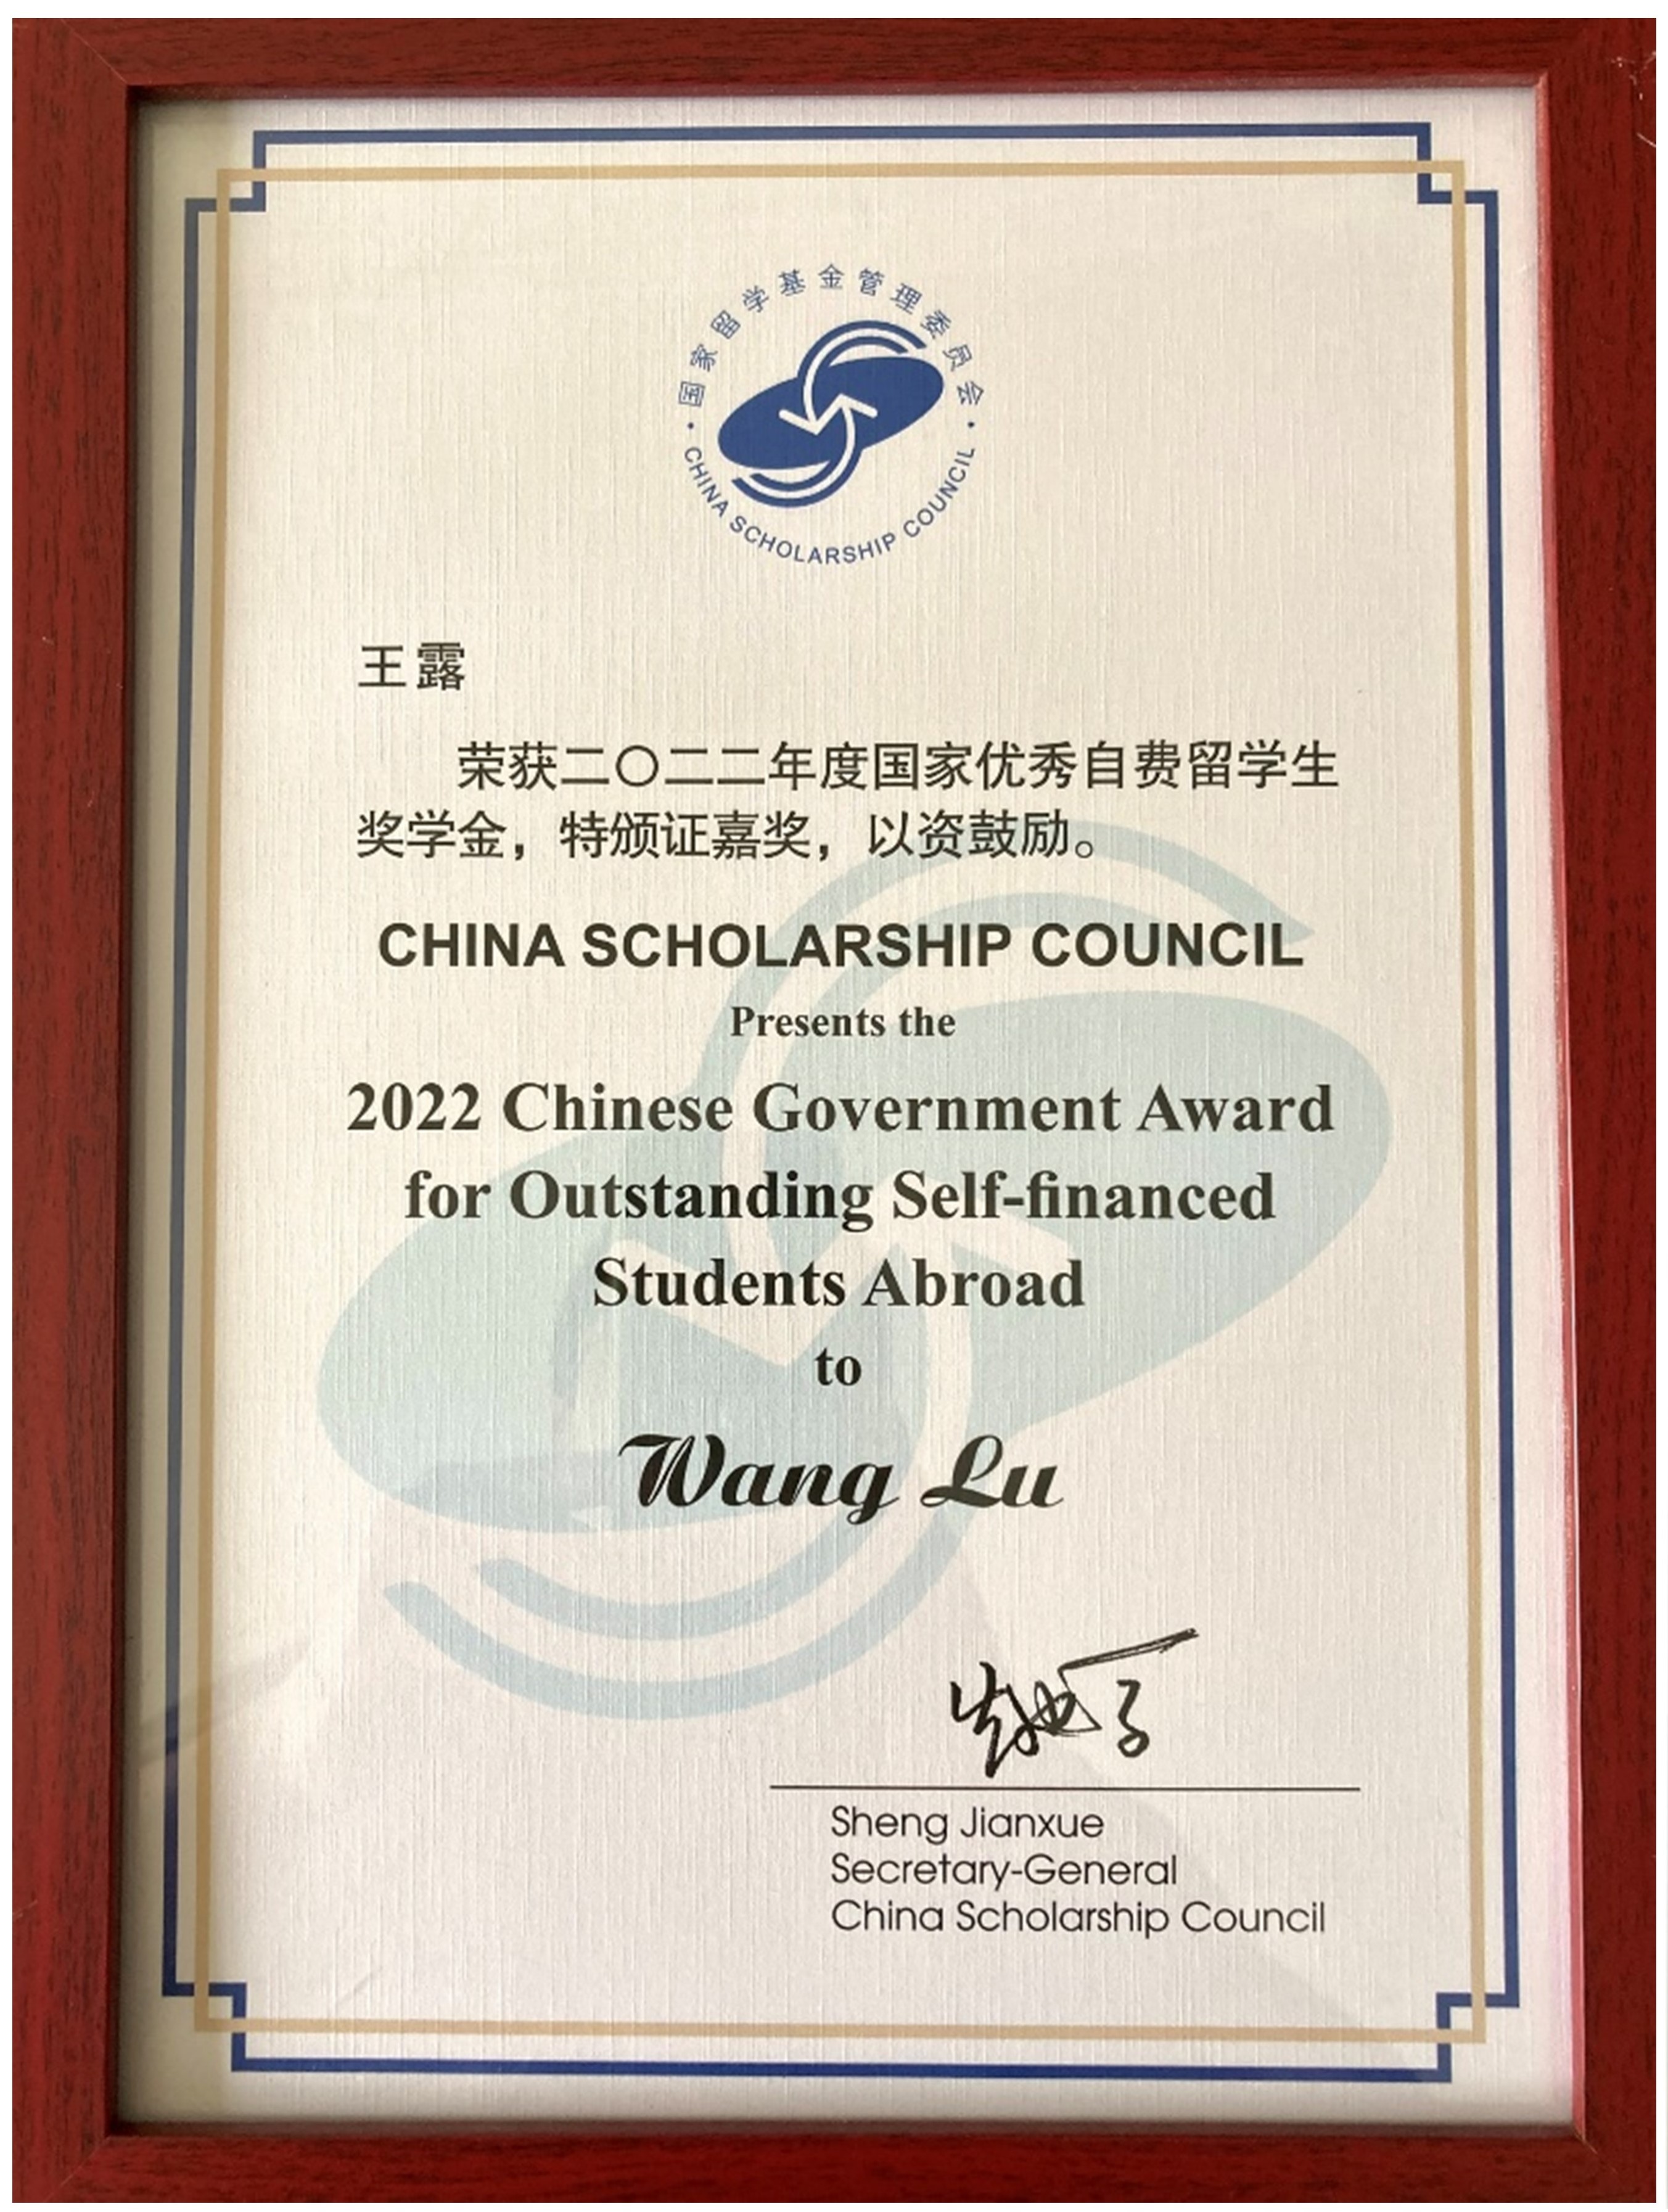 国家留学基金管理委员会
CHINA SCHOLARSHIP COUNCIL
王露
荣获二〇二二年度国家优秀自费留学生
奖学金，特颁证嘉奖，以资鼓励。
CHINA SCHOLARSHIP COUNCIL
Presents the
2022 Chinese Government Award
for Outstanding Self-financed
Students Abroad
to
Wang Lu
Sheng Jianxue
Secretary-General
China Scholarship Council